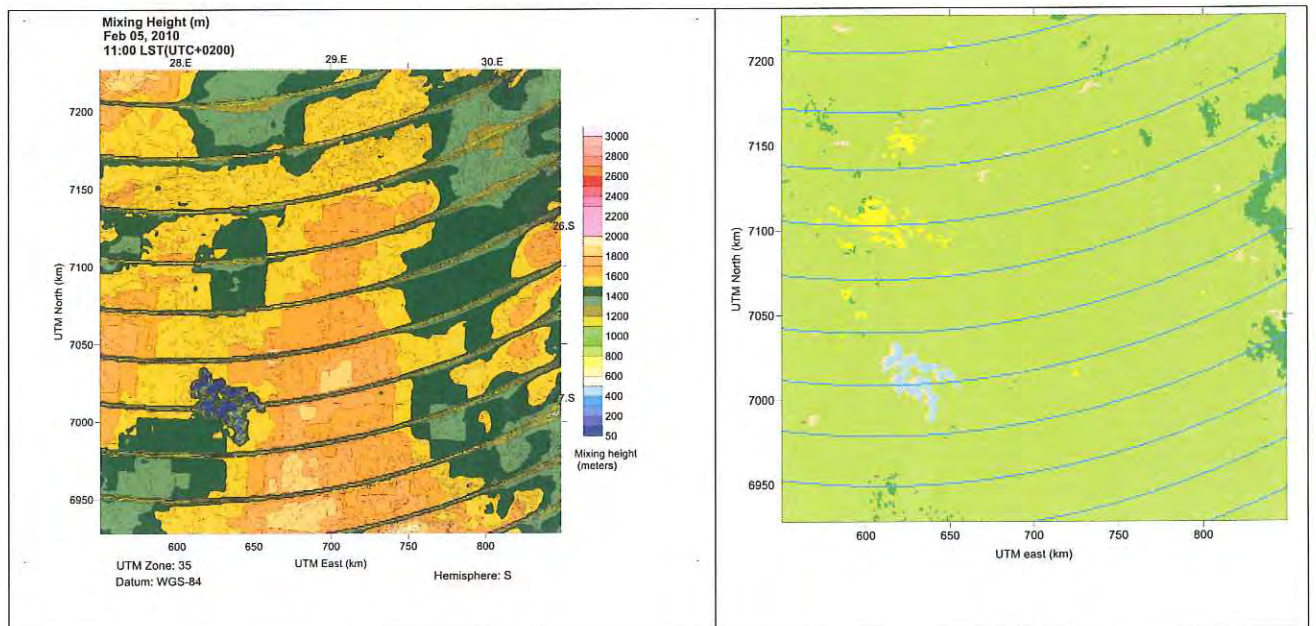 Mixing Height (m)
Feb 05, 2010
11:00 LST(UTC+0200)
28.E
29.E
30.E
7200
7150
7100
7050
7000
6950
UTM North (km)
26.S
27.S
600
650
700
750
800
UTM East (km)
UTM Zone: 35
Datum: WGS-84
Hemisphere: S
3000
2800
2600
2400
2200
2000
1800
1600
1400
1200
1000
800
600
400
200
50
Mixing height
(meters)
7200
7150
7100
7050
7000
6950
UTM North (km)
600
650
700
750
800
UTM east (km)